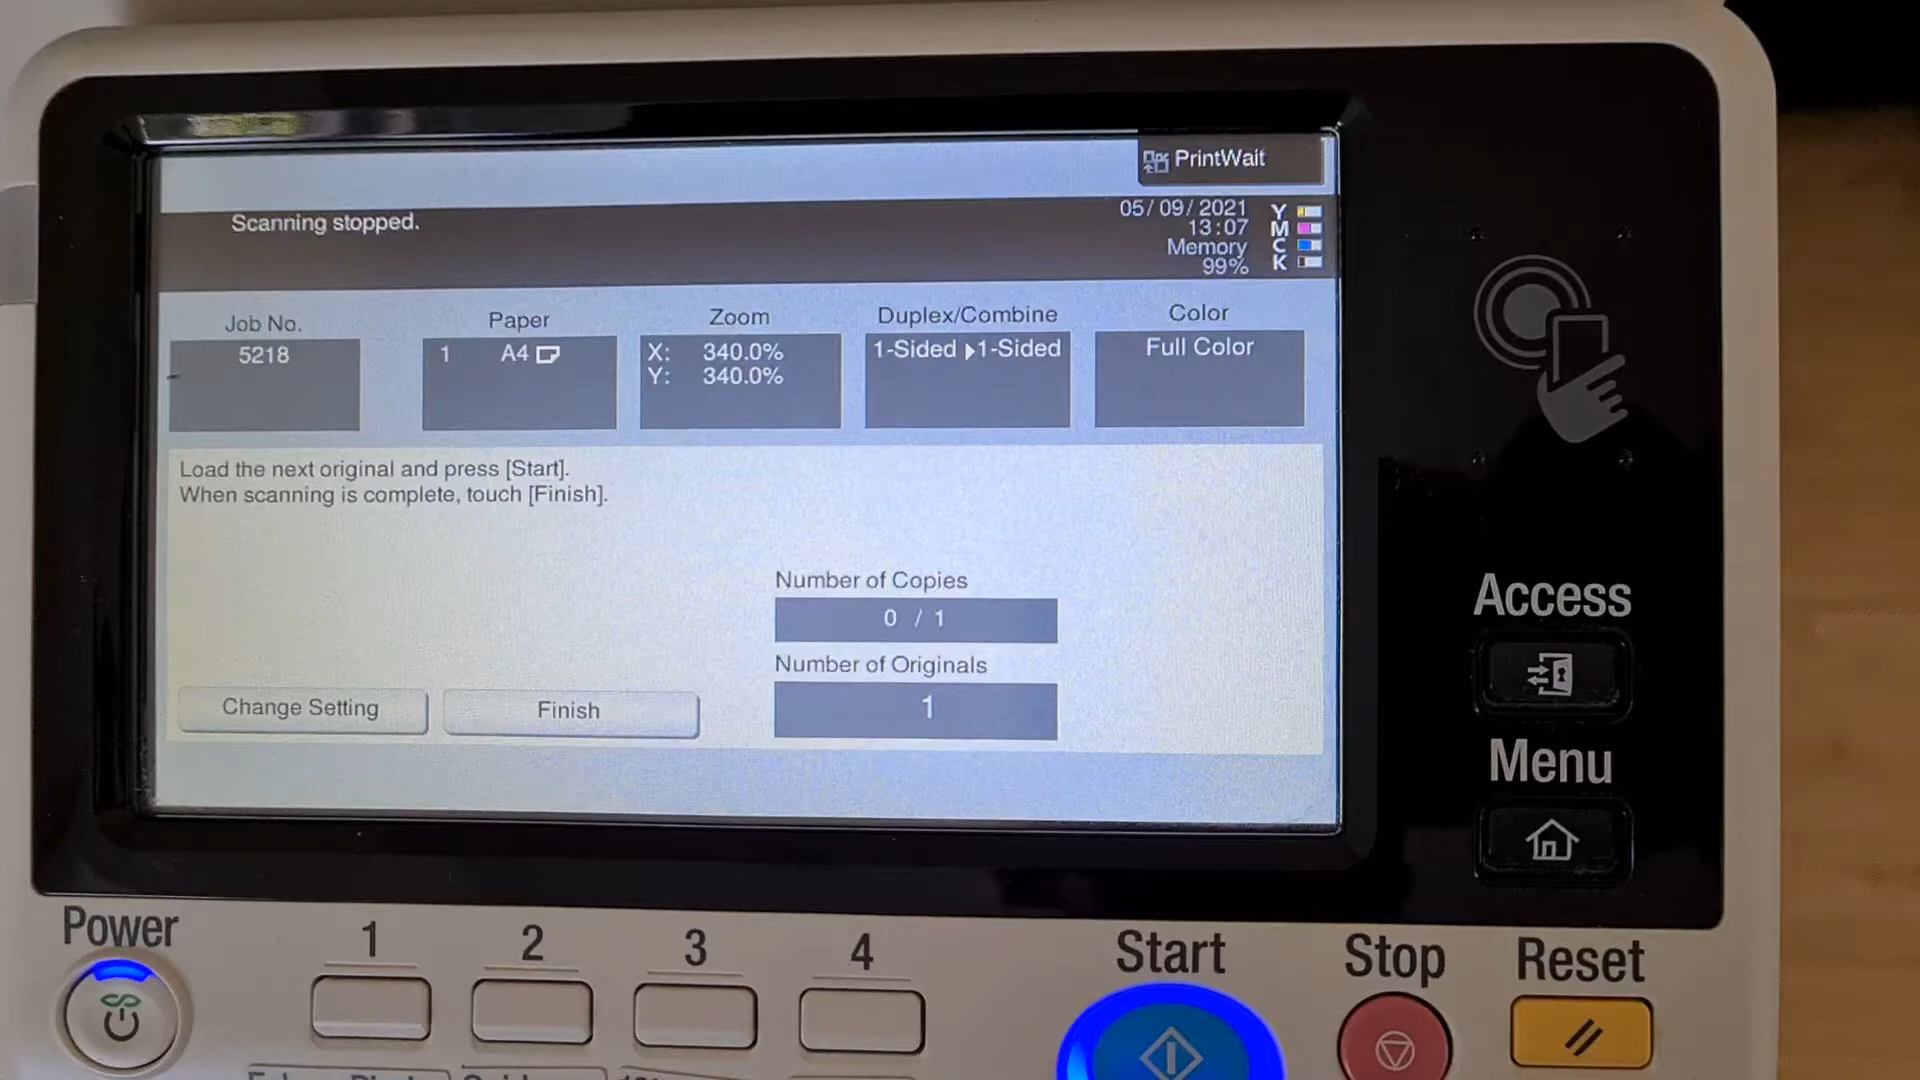 PrintWait
Scanning stopped.
05/09/2021
13:07
Memory
99%
Y
M
C
K
Job No.
5218
Paper
1 A4
Zoom
X: 340.0%
Y: 340.0%
Duplex/Combine
1-Sided ▶1-Sided
Color
Full Color
Load the next original and press [Start].
When scanning is complete, touch [Finish].
Number of Copies
0 / 1
Number of Originals
1
Change Setting
Finish
Access
Menu
Power
1
2
3
4
Start
Stop
Reset